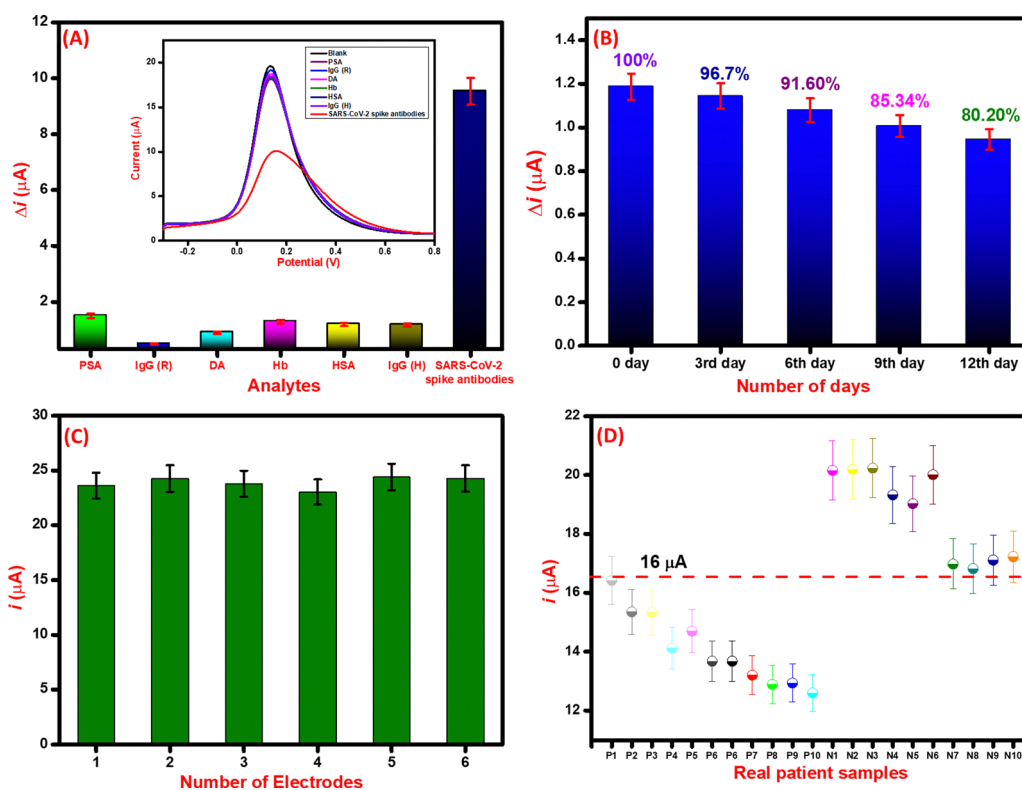 (A)
12
10
8
6
4
2
Δi (μA)
PSA
IgG (R)
DA
Hb
HSA
IgG (H)
SARS-CoV-2
spike antibodies
Analytes
20
15
10
5
0
Current (μA)
-0.2
0.0
0.2
0.4
0.6
0.8
Potential (V)
Blank
PSA
IgG (R)
DA
Hb
HSA
IgG (H)
SARS-CoV-2 spike antibodies
(B)
1.4
1.2
1.0
0.8
0.6
0.4
0.2
0.0
Δi (μA)
100%
96.7%
91.60%
85.34%
80.20%
0 day
3rd day
6th day
9th day
12th day
Number of days
(C)
30
25
20
15
10
5
0
i (μA)
1
2
3
4
5
6
Number of Electrodes
(D)
22
20
18
16
14
12
i (μA)
16 μA
P1
P2
P3
P4
P5
P6
P6
P7
P8
P9
P10
N1
N2
N3
N4
N5
N6
N7
N8
N9
N10
Real patient samples